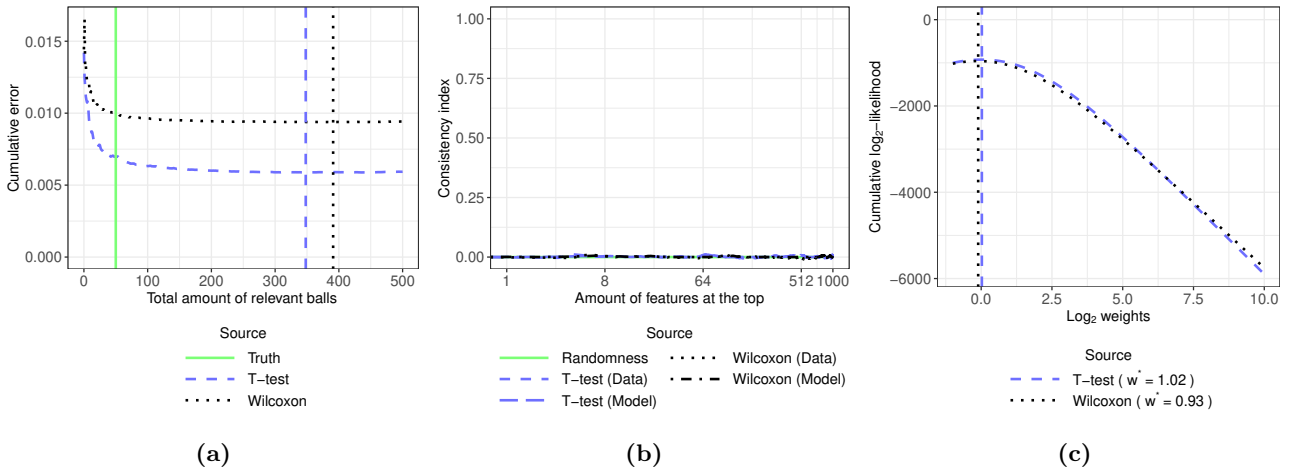 Cumulative error
0.015
0.010
0.005
0.000
0 100 200 300 400 500
Total amount of relevant balls
Source
Truth
T−test
Wilcoxon
(a)
Consistency index
1.00
0.75
0.50
0.25
0.00
1 8 64 512 1000
Amount of features at the top
Source
Randomness Wilcoxon (Data)
T−test (Data) Wilcoxon (Model)
T−test (Model)
(b)
Cumulative log2−likelihood
0
−2000
−4000
−6000
0.0 2.5 5.0 7.5 10.0
Log2 weights
Source
T−test ( w* = 1.02 )
Wilcoxon ( w* = 0.93 )
(c)